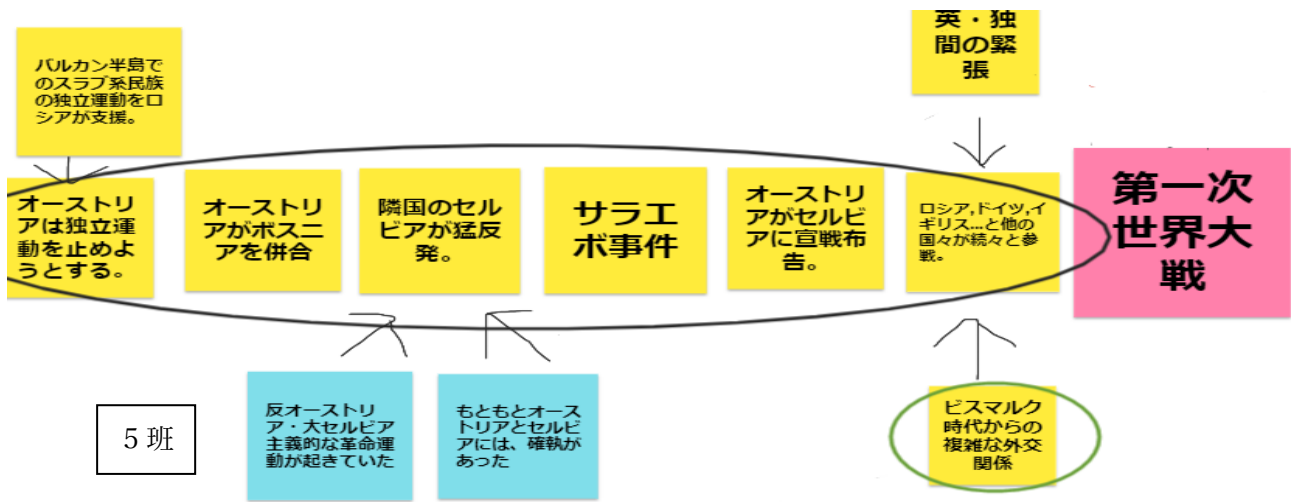 バルカン半島で
のスラブ系民族
の独立運動をロ
シアが支援。
英・独
間の緊
張
オーストリ
アは独立運
動を止めよ
うとする。
オーストリ
アがボスニ
アを併合
隣国のセル
ビアが猛反
発。
サラエ
ボ事件
オーストリ
アがセルビ
アに宣戦布
告。
ロシア,ドイツ,イ
ギリス...と他の
国々が続々と参
戦。
第一次
世界大
戦
5班
反オーストリ
ア・大セルビア
主義的な革命運
動が起きていた
もともとオース
トリアとセルビ
アには、確執が
あった
ビスマルク
時代からの
複雑な外交
関係